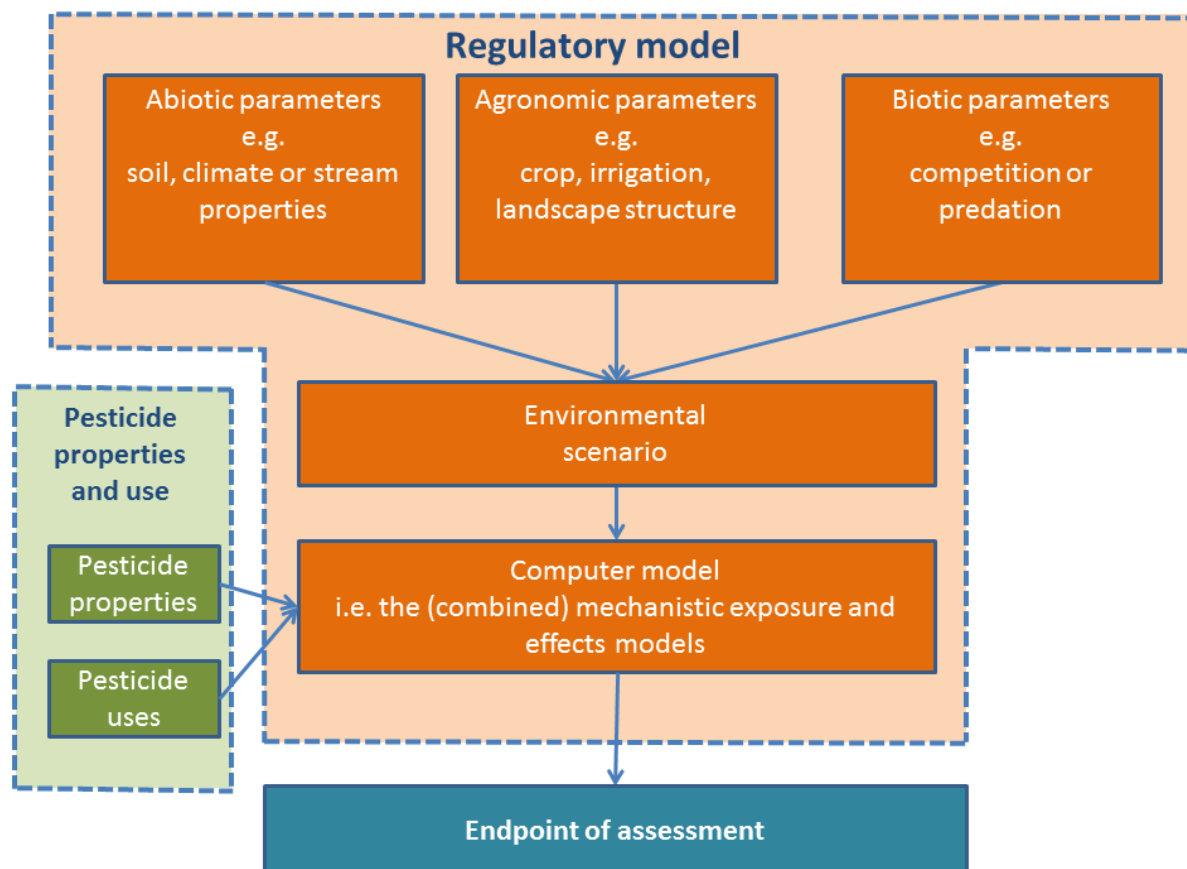 Regulatory model
Abiotic parameters
e.g.
soil, climate or stream
properties
Agronomic parameters
e.g.
crop, irrigation,
landscape structure
Biotic parameters
e.g.
competition or
predation
Environmental
scenario
Pesticide
properties
and use
Pesticide
properties
Pesticide
uses
Computer model
i.e. the (combined) mechanistic exposure and
effects models
Endpoint of assessment